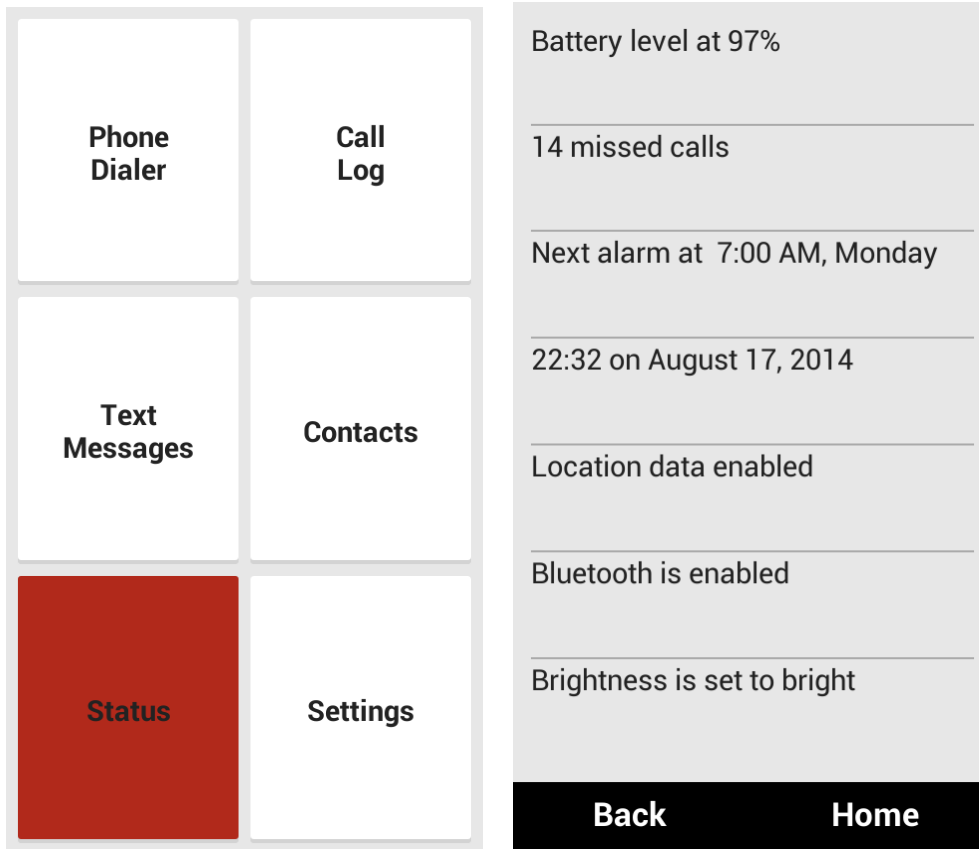 Phone
Dialer
Call
Log
Text
Messages
Contacts
Status
Settings
Battery level at 97%
14 missed calls
Next alarm at  7:00 AM, Monday
22:32 on August 17, 2014
Location data enabled
Bluetooth is enabled
Brightness is set to bright
Back
Home